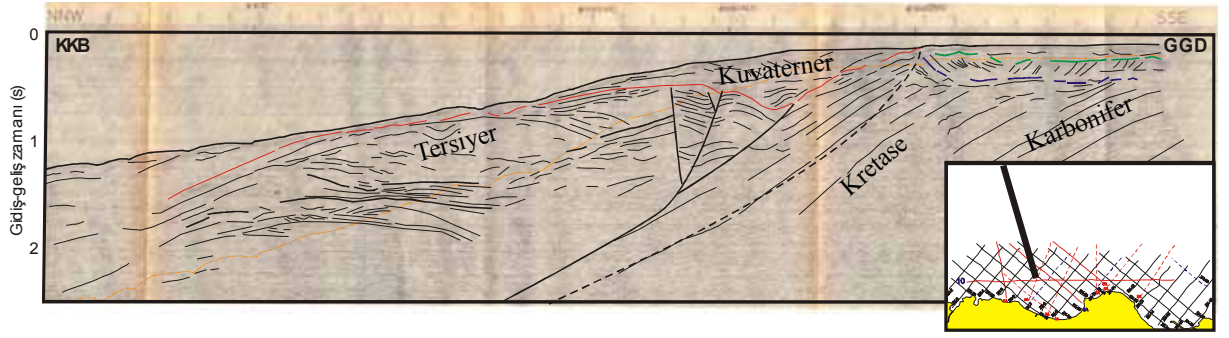 NNW
SSE
0
KKB
GGD
Kuvaterner
Tersiyer
Karbonifer
Kretase
1
2
Gidiş-geliş zamanı (s)
10